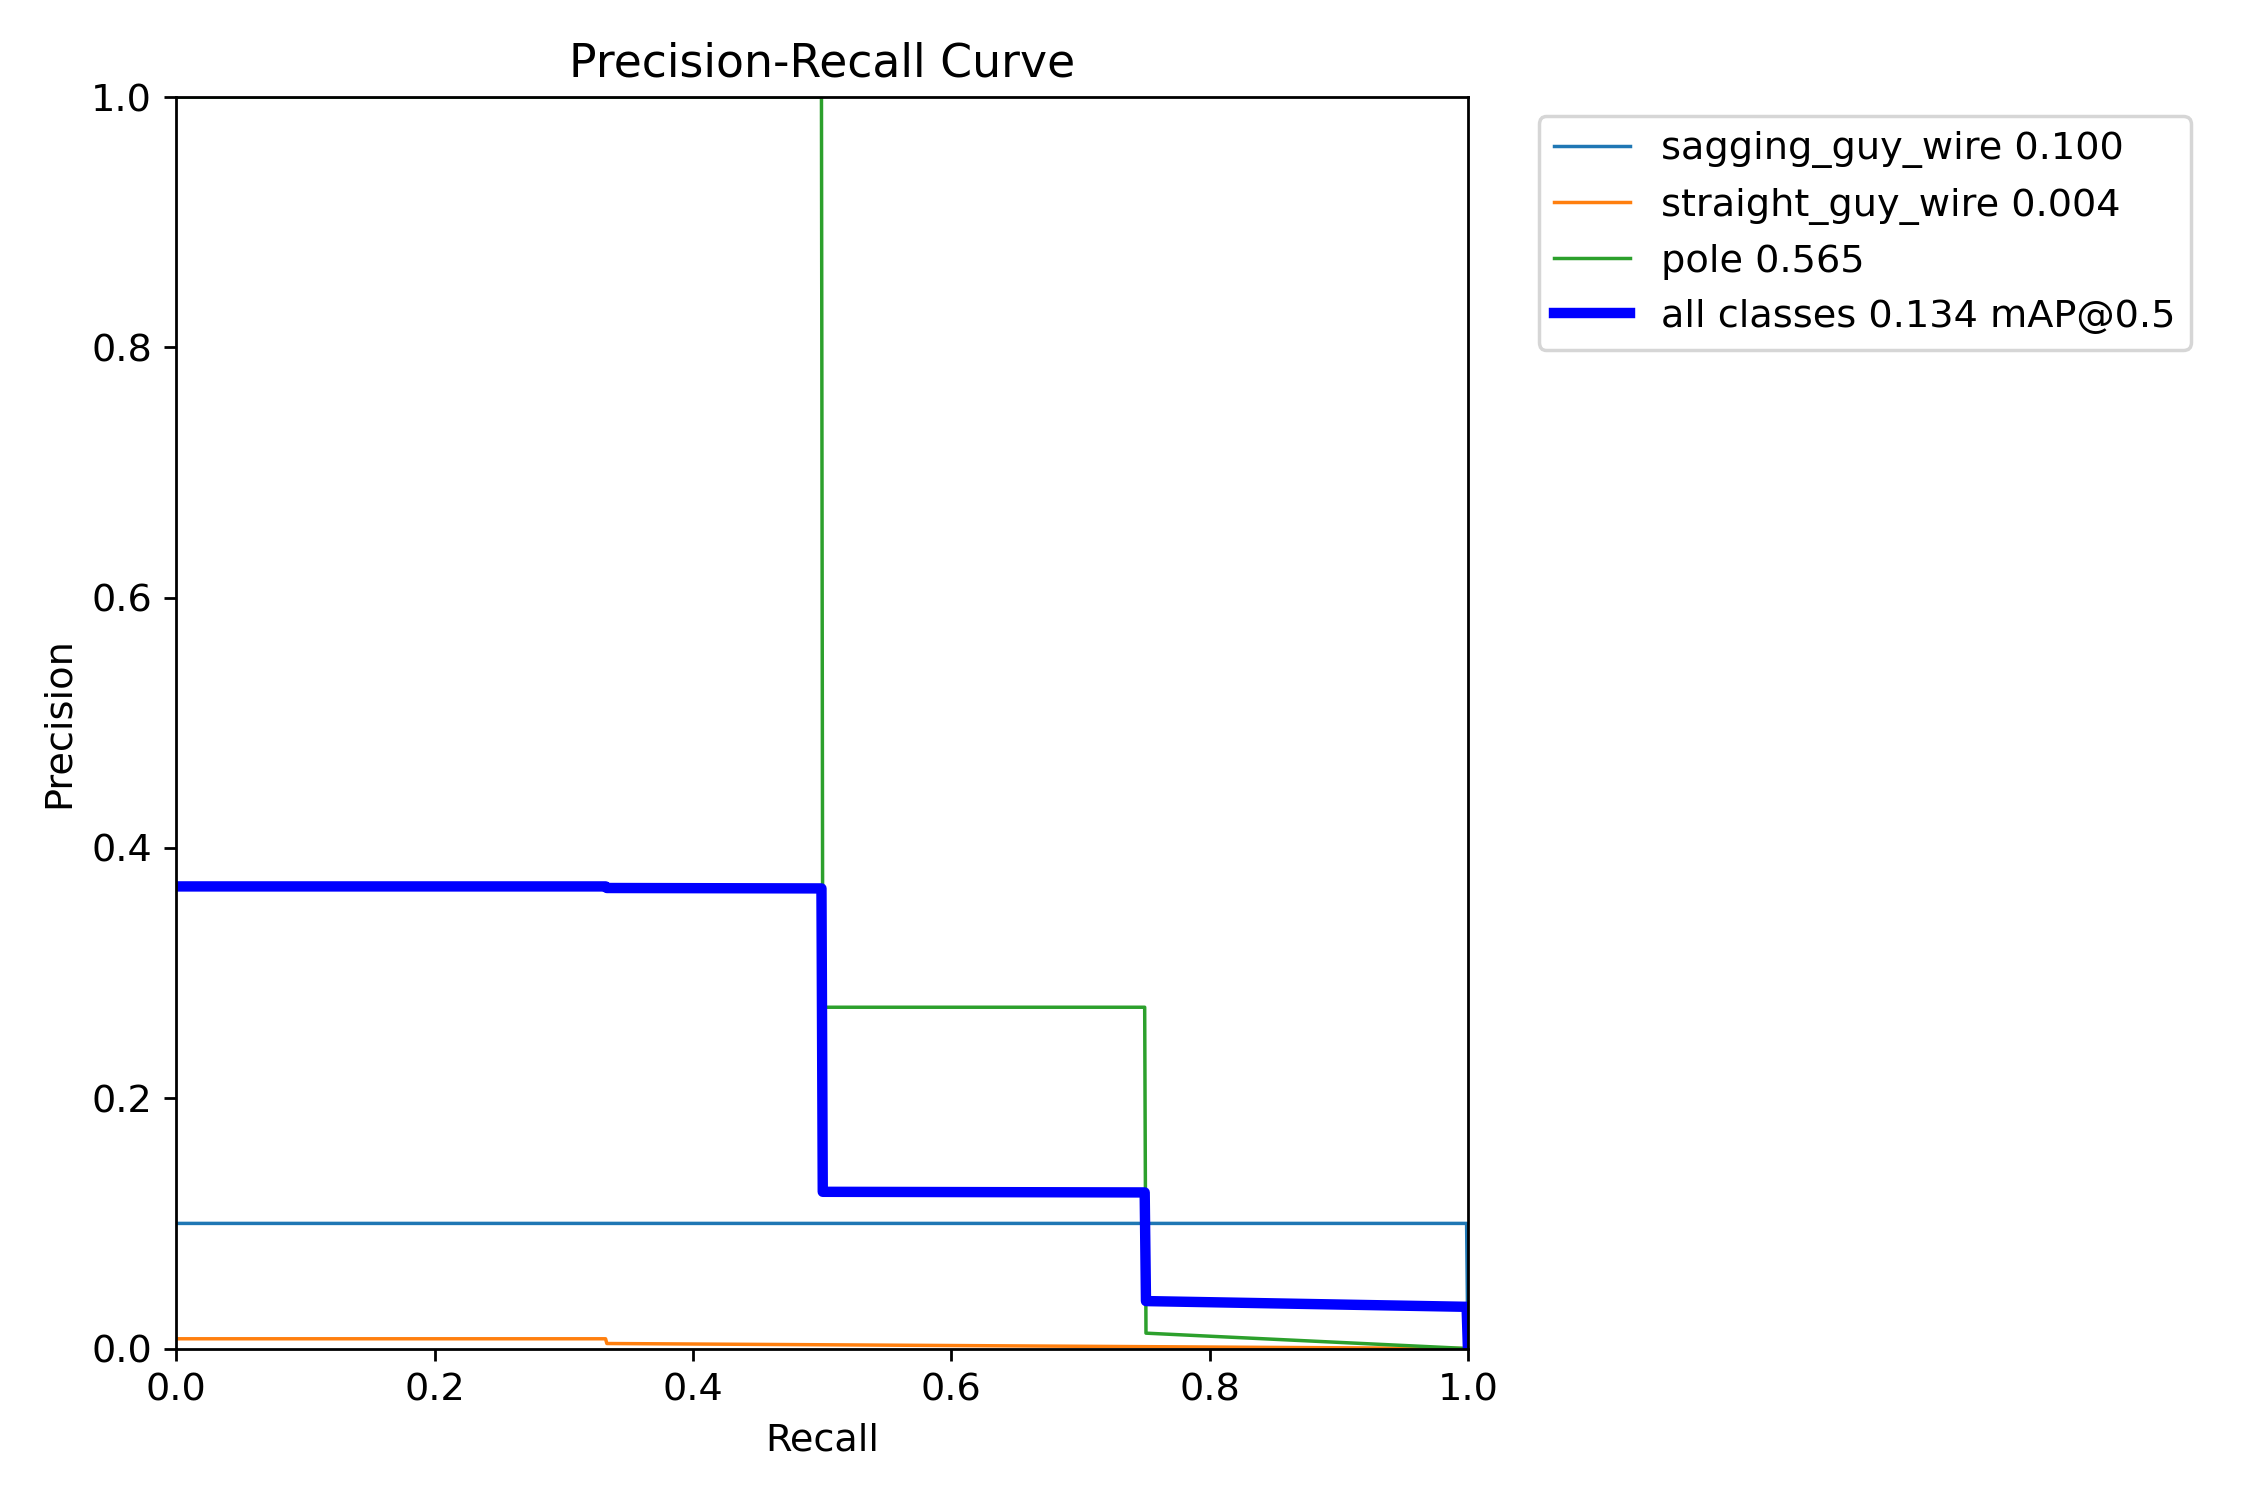 Precision-Recall Curve
1.0
0.8
0.6
0.4
0.2
0.0
Precision
0.0 0.2 0.4 0.6 0.8 1.0
Recall
sagging_guy_wire 0.100
straight_guy_wire 0.004
pole 0.565
all classes 0.134 mAP@0.5